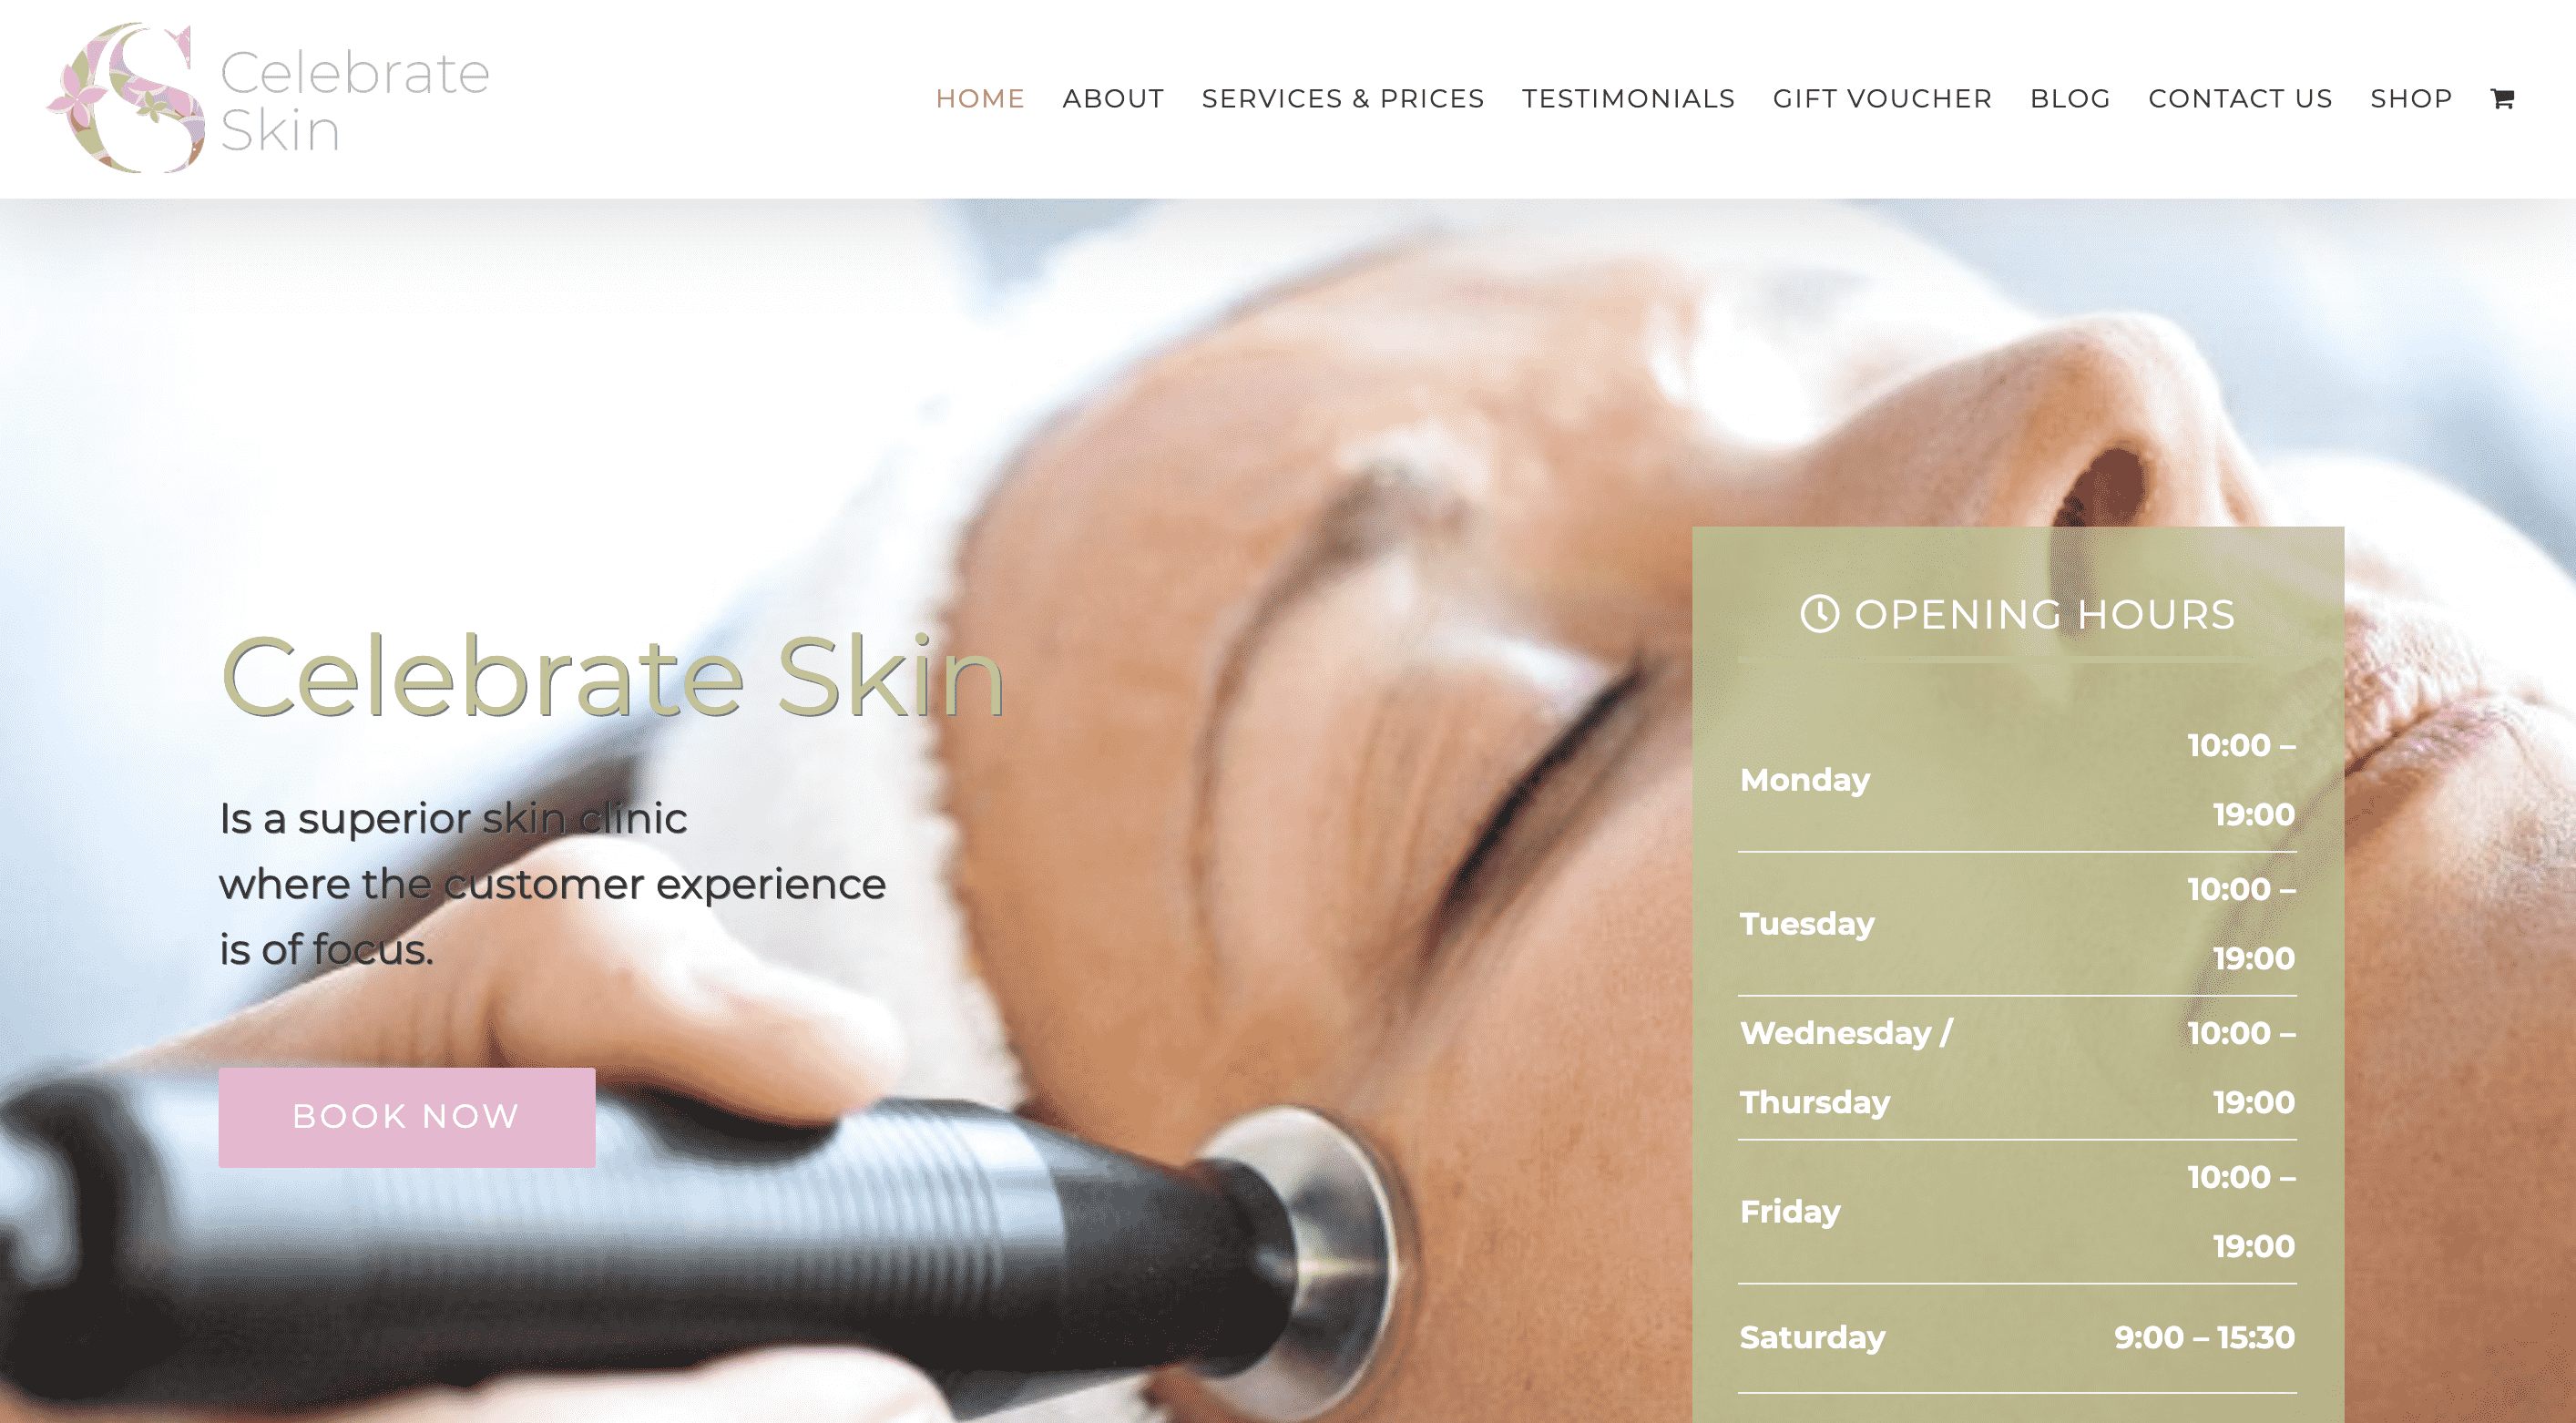 Celebrate
Skin
HOME ABOUT SERVICES & PRICES TESTIMONIALS GIFT VOUCHER BLOG CONTACT US SHOP
Celebrate Skin
Is a superior skin clinic
where the customer experience
is of focus.
BOOK NOW
OPENING HOURS
Monday 10:00 –
19:00
Tuesday 10:00 –
19:00
Wednesday / 10:00 –
Thursday 19:00
Friday 10:00 –
19:00
Saturday 9:00 – 15:30